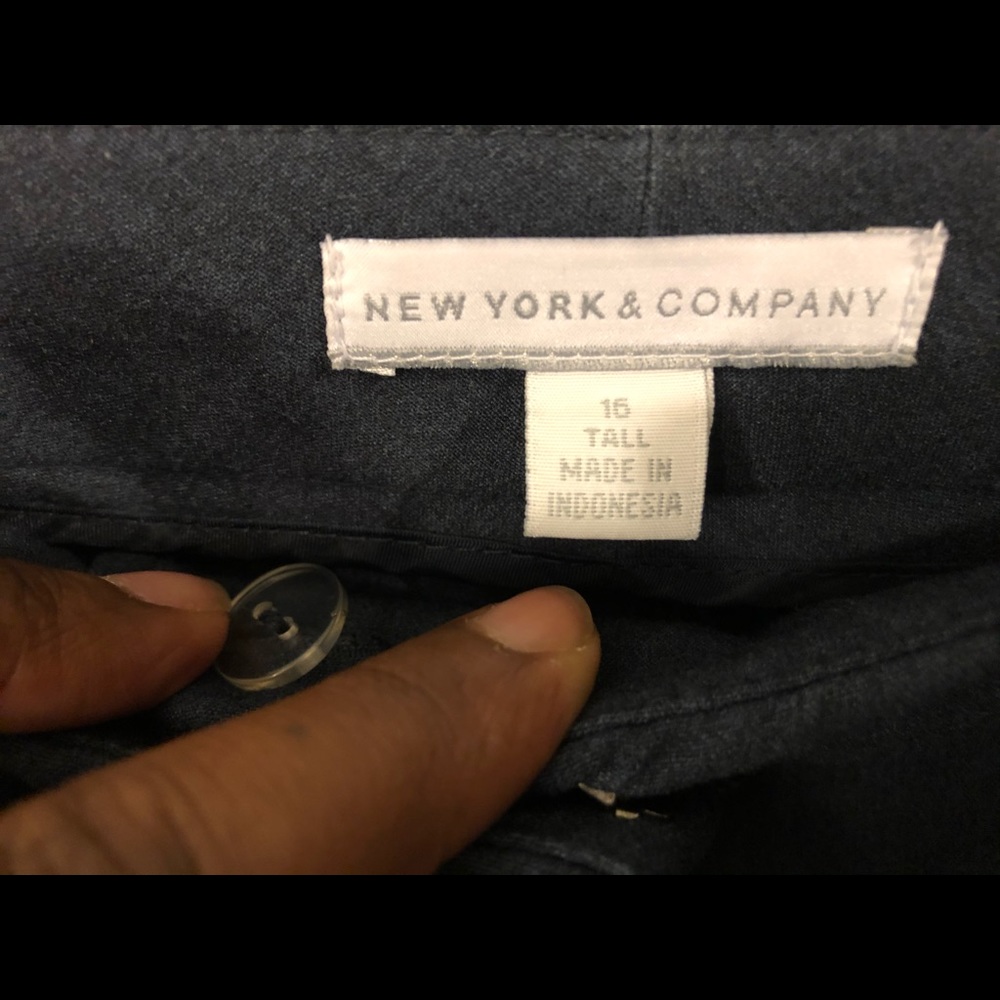 NEW YORK & COMPANY
16
TALL
MADE IN
INDONESIA